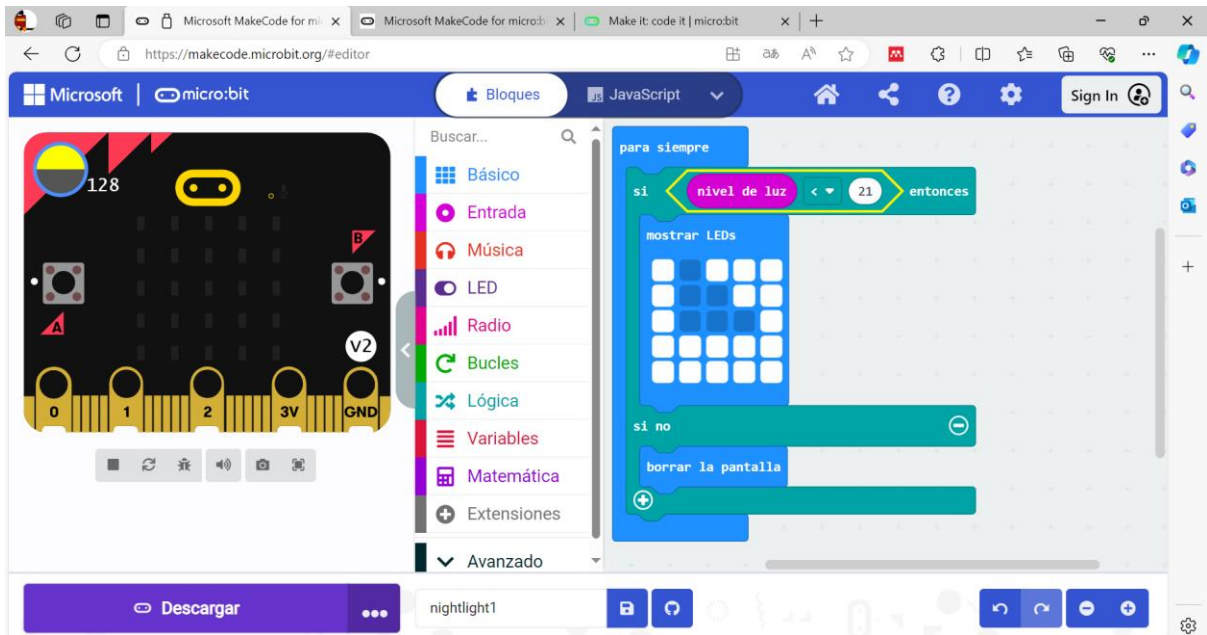 Microsoft MakeCode for mi
Microsoft MakeCode for micro:b
Make it: code it | micro:bit
https://makecode.microbit.org/#editor
Microsoft
micro:bit
Bloques
JS JavaScript
Sign In
128
B
A
V2
0 1 2 3V GND
Buscar...
Básico
Entrada
Música
LED
Radio
Bucles
Lógica
Variables
Matemática
Extensiones
Avanzado
para siempre
si nivel de luz < 21 entonces
mostrar LEDs
si no
borrar la pantalla
Descargar
nightlight1